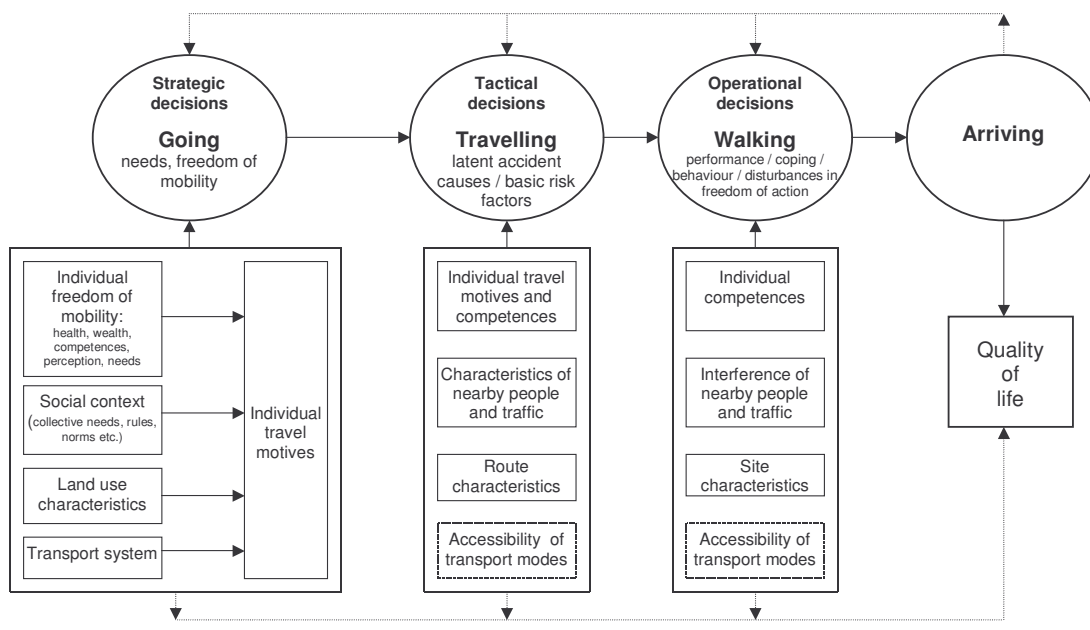 Strategic
decisions
Going
needs, freedom of
mobility
Tactical
decisions
Travelling
latent accident
causes / basic risk
factors
Operational
decisions
Walking
performance / coping /
behaviour / disturbances in
freedom of action
Arriving
Individual
freedom of
mobility:
health, wealth,
competences,
perception, needs
Social context
(collective needs, rules,
norms etc.)
Land use
characteristics
Transport system
Individual
travel
motives
Individual travel
motives and
competences
Characteristics of
nearby people
and traffic
Route
characteristics
Accessibility of
transport modes
Individual
competences
Interference of
nearby people
and traffic
Site
characteristics
Accessibility of
transport modes
Quality
of
life